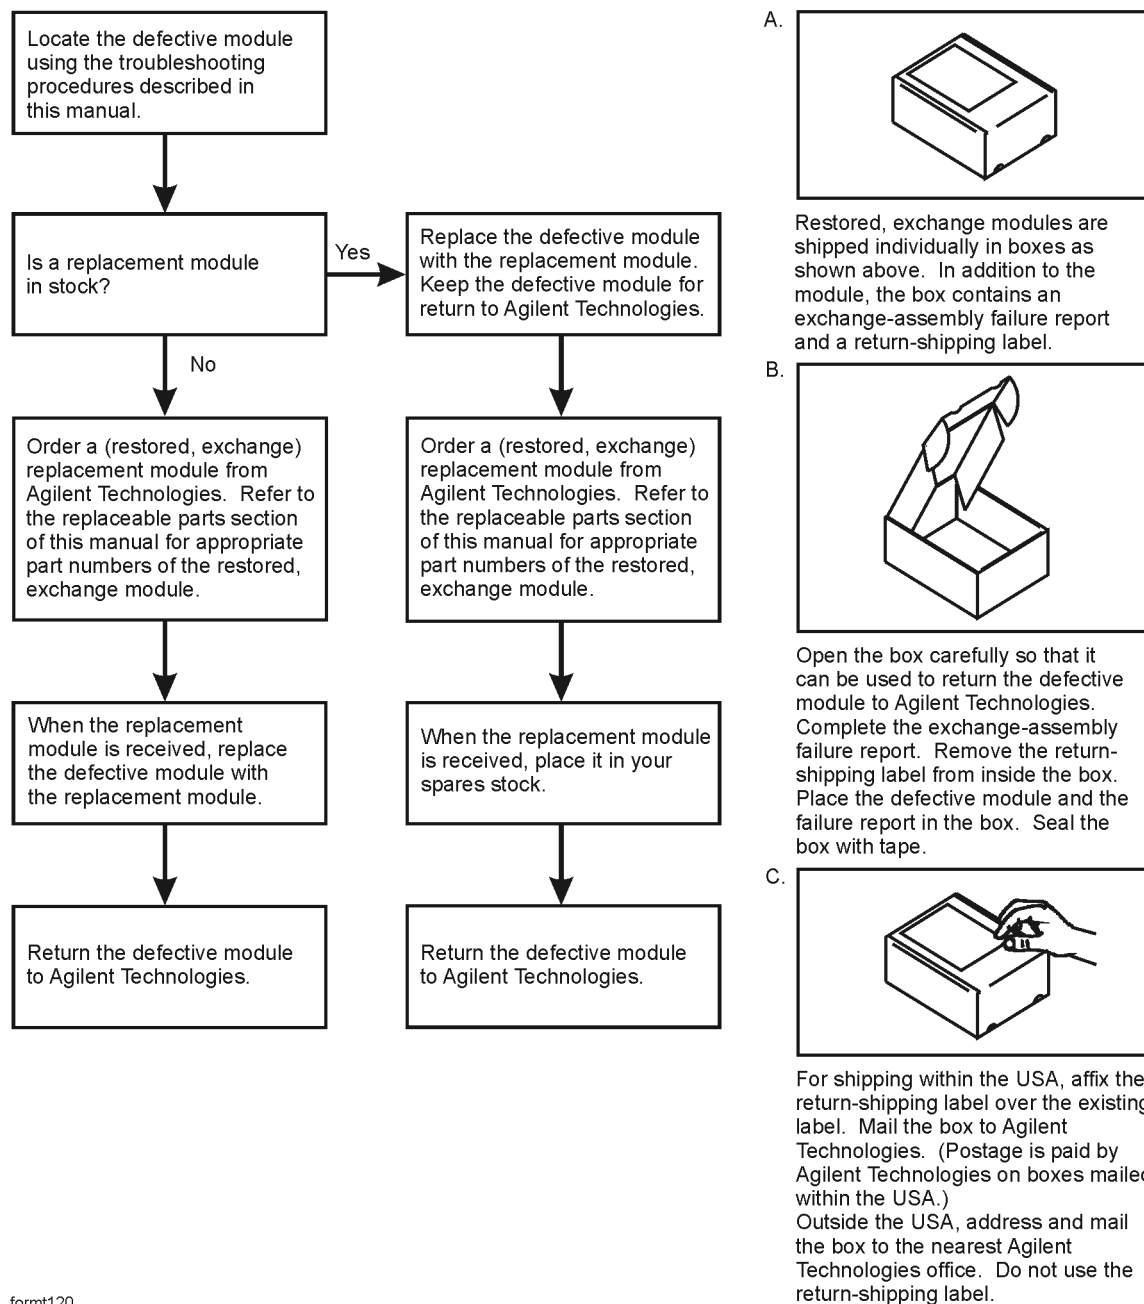 Locate the defective module
using the troubleshooting
procedures described in
this manual.
Is a replacement module
in stock?
Yes
No
Replace the defective module
with the replacement module.
Keep the defective module for
return to Agilent Technologies.
Order a (restored, exchange)
replacement module from
Agilent Technologies.  Refer to
the replaceable parts section
of this manual for appropriate
part numbers of the restored,
exchange module.
Order a (restored, exchange)
replacement module from
Agilent Technologies.  Refer to
the replaceable parts section
of this manual for appropriate
part numbers of the restored,
exchange module.
When the replacement
module is received, replace
the defective module with
the replacement module.
When the replacement module
is received, place it in your
spares stock.
Return the defective module
to Agilent Technologies.
Return the defective module
to Agilent Technologies.
A.
Restored, exchange modules are
shipped individually in boxes as
shown above.  In addition to the
module, the box contains an
exchange-assembly failure report
and a return-shipping label.
B.
Open the box carefully so that it
can be used to return the defective
module to Agilent Technologies.
Complete the exchange-assembly
failure report.  Remove the return-
shipping label from inside the box.
Place the defective module and the
failure report in the box.  Seal the
box with tape.
C.
For shipping within the USA, affix the
return-shipping label over the existing
label.  Mail the box to Agilent
Technologies.  (Postage is paid by
Agilent Technologies on boxes mailed
within the USA.)
Outside the USA, address and mail
the box to the nearest Agilent
Technologies office.  Do not use the
return-shipping label.
formt120